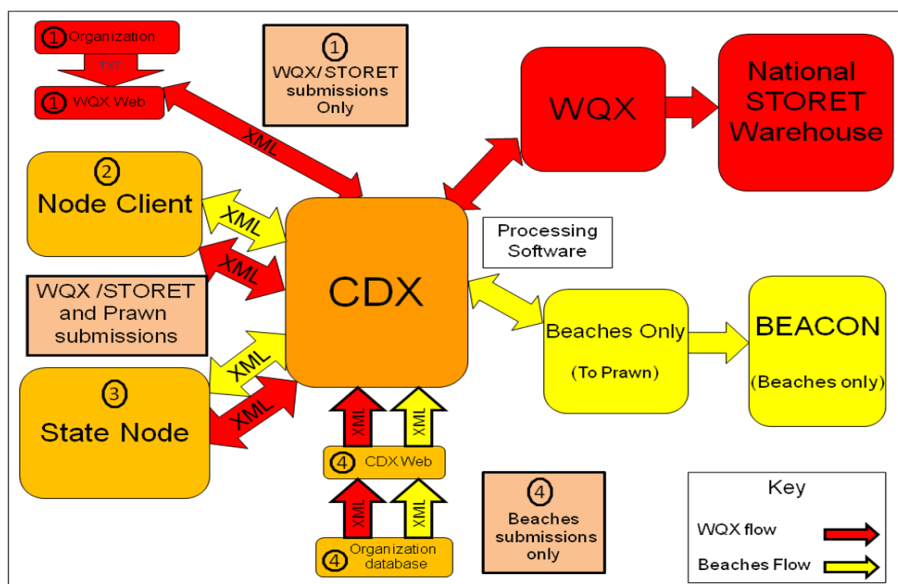 1 Organization
TXT
1 WQX Web
XML
1
WQX/STORET
submissions
Only
WQX
National
STORET
Warehouse
2
Node Client
XML
XML
WQX /STORET
and Prawn
submissions
XML
XML
3
State Node
CDX
Processing
Software
Beaches Only
(To Prawn)
BEACON
(Beaches only)
XML
XML
4 CDX Web
XML
XML
4 Organization
database
4
Beaches
submissions
only
Key
WQX flow
Beaches Flow